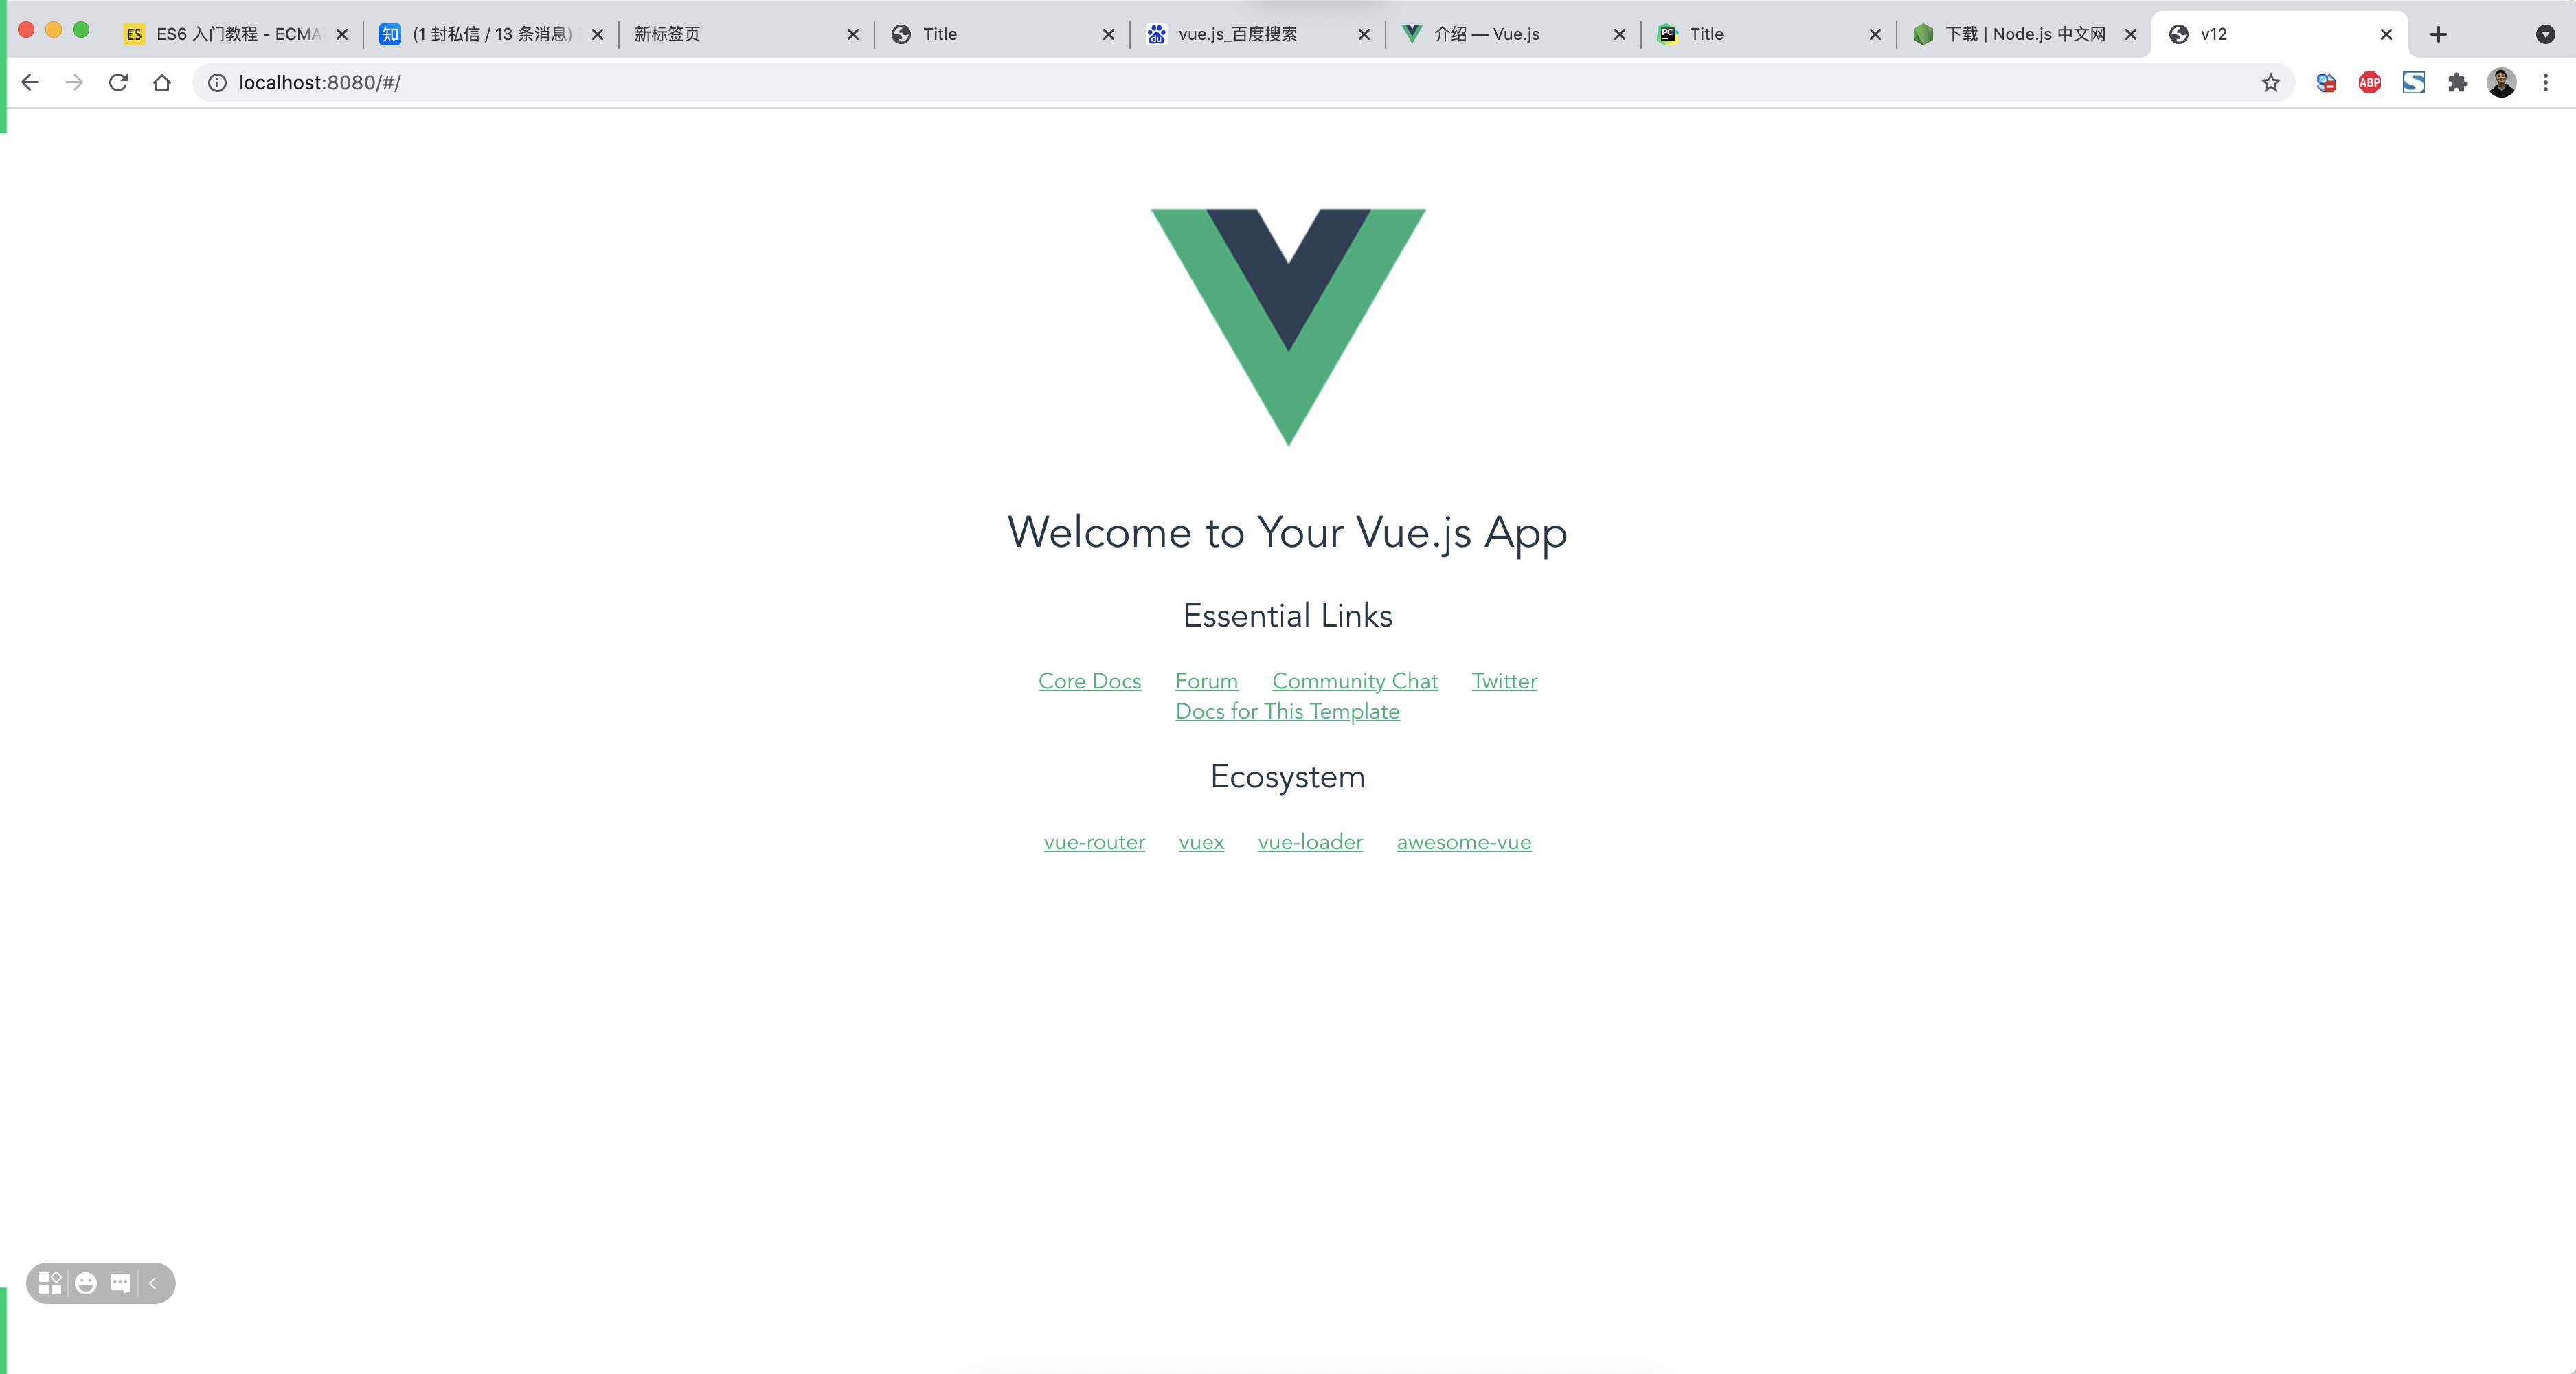 ES ES6 入门教程 - ECMA
知 (1 封私信 / 13 条消息)
新标签页
Title
du vue.js_百度搜索
介绍 — Vue.js
PC Title
下载 | Node.js 中文网
v12
localhost:8080/#/
ABP
Welcome to Your Vue.js App
Essential Links
Core Docs Forum Community Chat Twitter
Docs for This Template
Ecosystem
vue-router vuex vue-loader awesome-vue